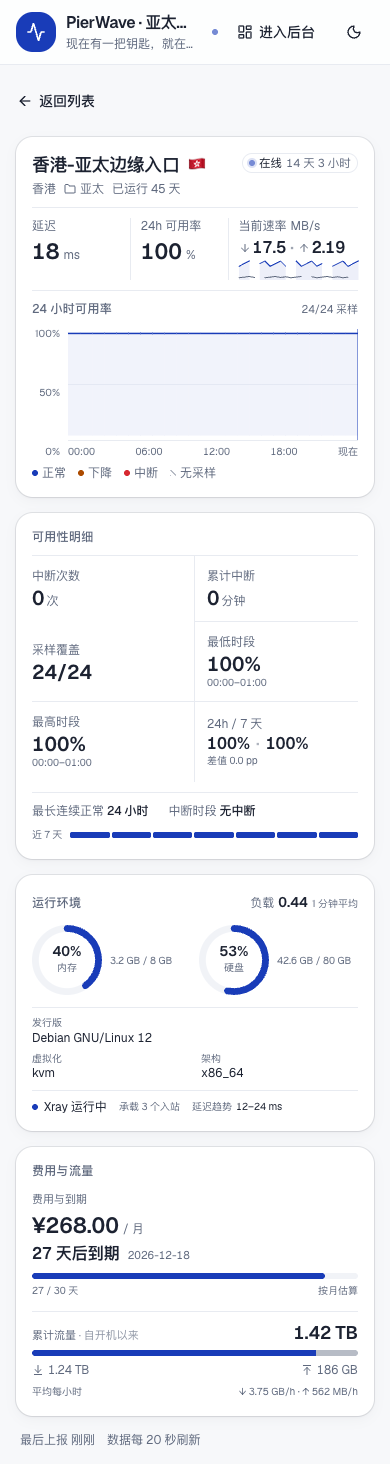 PierWave · 亚太...
现在有一把钥匙，就在...
进入后台
返回列表
香港-亚太边缘入口
在线 14 天 3 小时
香港 亚太 已运行 45 天
延迟
18 ms
24h 可用率
100 %
当前速率 MB/s
↓ 17.5 · ↑ 2.19
24 小时可用率
24/24 采样
100%
50%
0%
00:00 06:00 12:00 18:00 现在
正常 下降 中断 无采样
可用性明细
中断次数
0 次
累计中断
0 分钟
采样覆盖
24/24
最低时段
100%
00:00–01:00
最高时段
100%
00:00–01:00
24h / 7 天
100% · 100%
差值 0.0 pp
最长连续正常 24 小时 中断时段 无中断
近 7 天
运行环境
负载 0.44 1 分钟平均
40%
内存
3.2 GB / 8 GB
53%
硬盘
42.6 GB / 80 GB
发行版
Debian GNU/Linux 12
虚拟化
kvm
架构
x86_64
Xray 运行中 承载 3 个入站 延迟趋势 12–24 ms
费用与流量
费用与到期
¥268.00 / 月
27 天后到期 2026-12-18
27 / 30 天
按月估算
累计流量 · 自开机以来
1.42 TB
1.24 TB
186 GB
平均每小时
↓ 3.75 GB/h · ↑ 562 MB/h
最后上报 刚刚 数据每 20 秒刷新